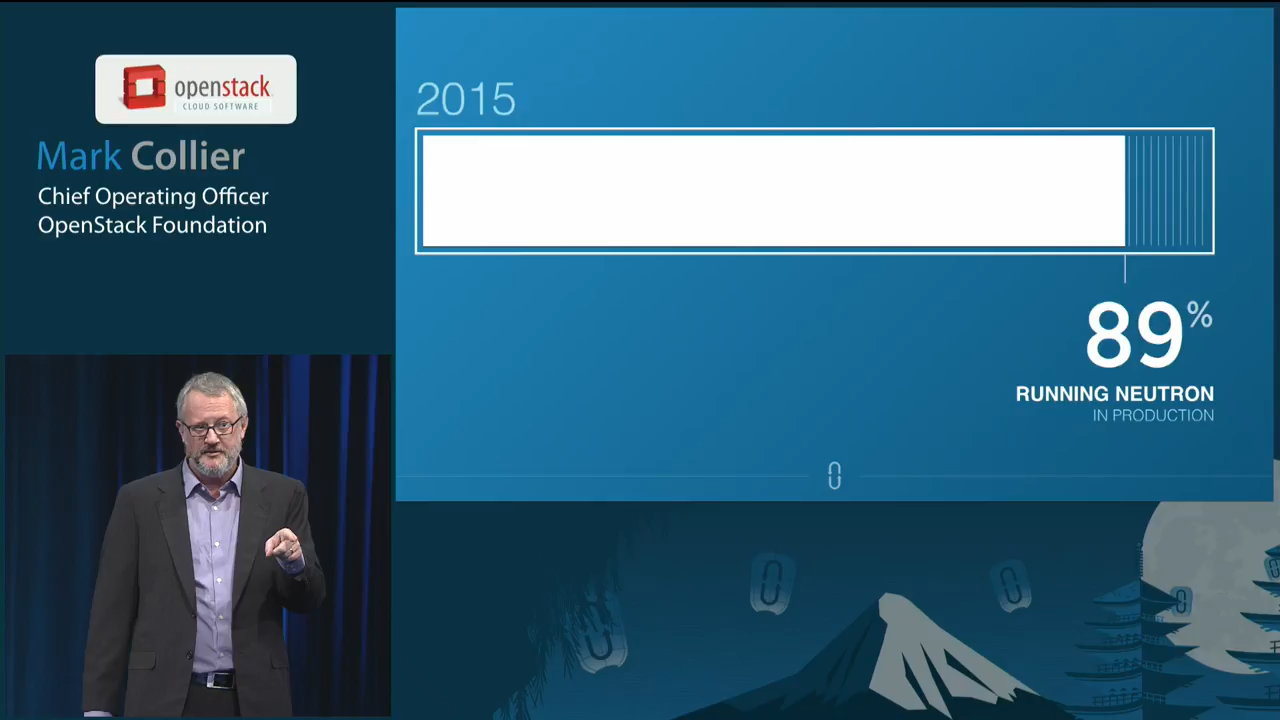 openstack
CLOUD SOFTWARE
Mark Collier
Chief Operating Officer
OpenStack Foundation
2015
89%
RUNNING NEUTRON
IN PRODUCTION